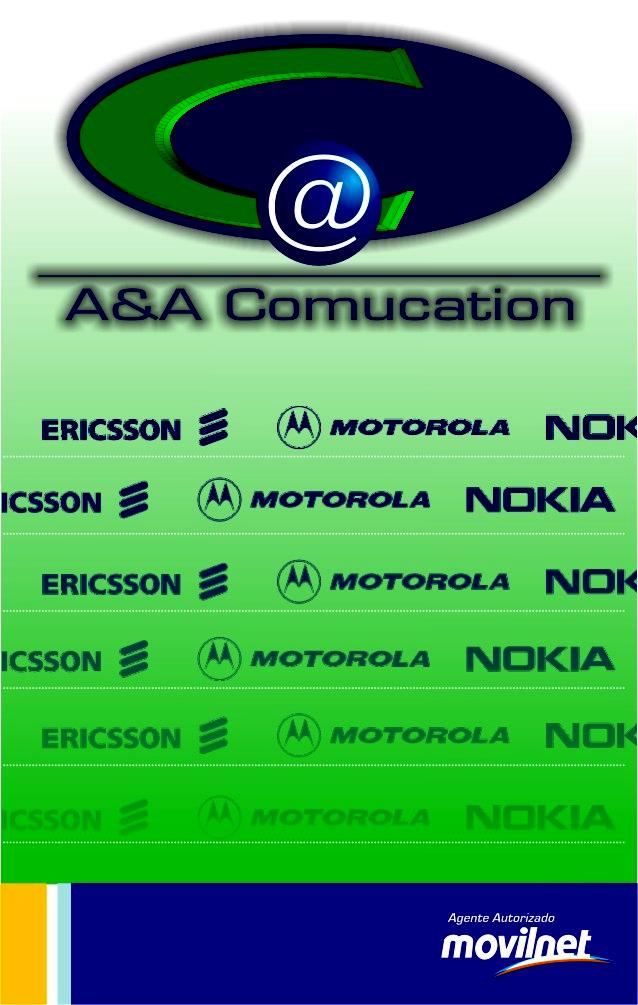 @
A&A Comucation
ERICSSON MOTOROLA NOK
ICSSON MOTOROLA NOKIA
ERICSSON MOTOROLA NOK
ICSSON MOTOROLA NOKIA
ERICSSON MOTOROLA NOK
ICSSON MOTOROLA NOKIA
Agente Autorizado
movilnet